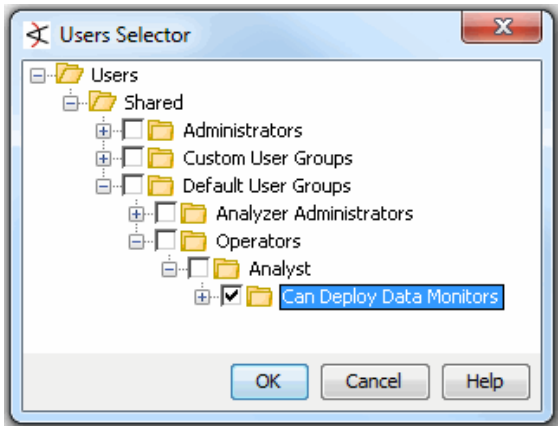 Users Selector
Users
Shared
Administrators
Custom User Groups
Default User Groups
Analyzer Administrators
Operators
Analyst
Can Deploy Data Monitors
OK Cancel Help